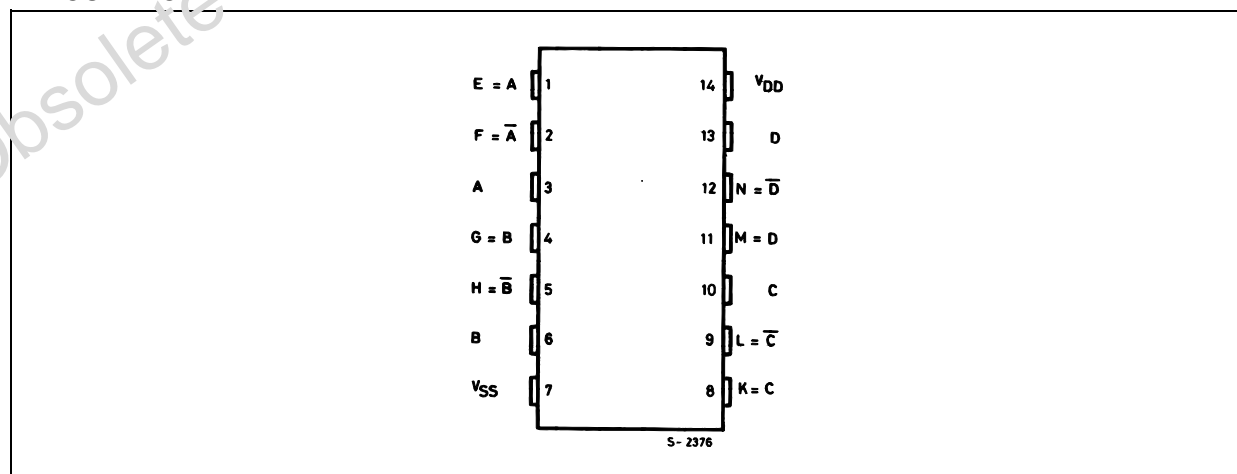 obsolete
E = A 1 14 VDD
F = A̅ 2 13 D
A 3 12 N = D̅
G = B 4 11 M = D
H = B̅ 5 10 C
B 6 9 L = C̅
VSS 7 8 K = C
S-2376